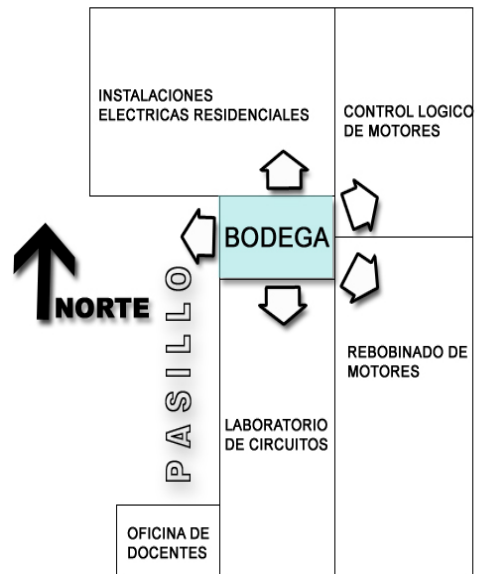 INSTALACIONES
ELECTRICAS RESIDENCIALES
CONTROL LOGICO
DE MOTORES
BODEGA
NORTE
PASILLO
REBOBINADO DE
MOTORES
LABORATORIO
DE CIRCUITOS
OFICINA DE
DOCENTES